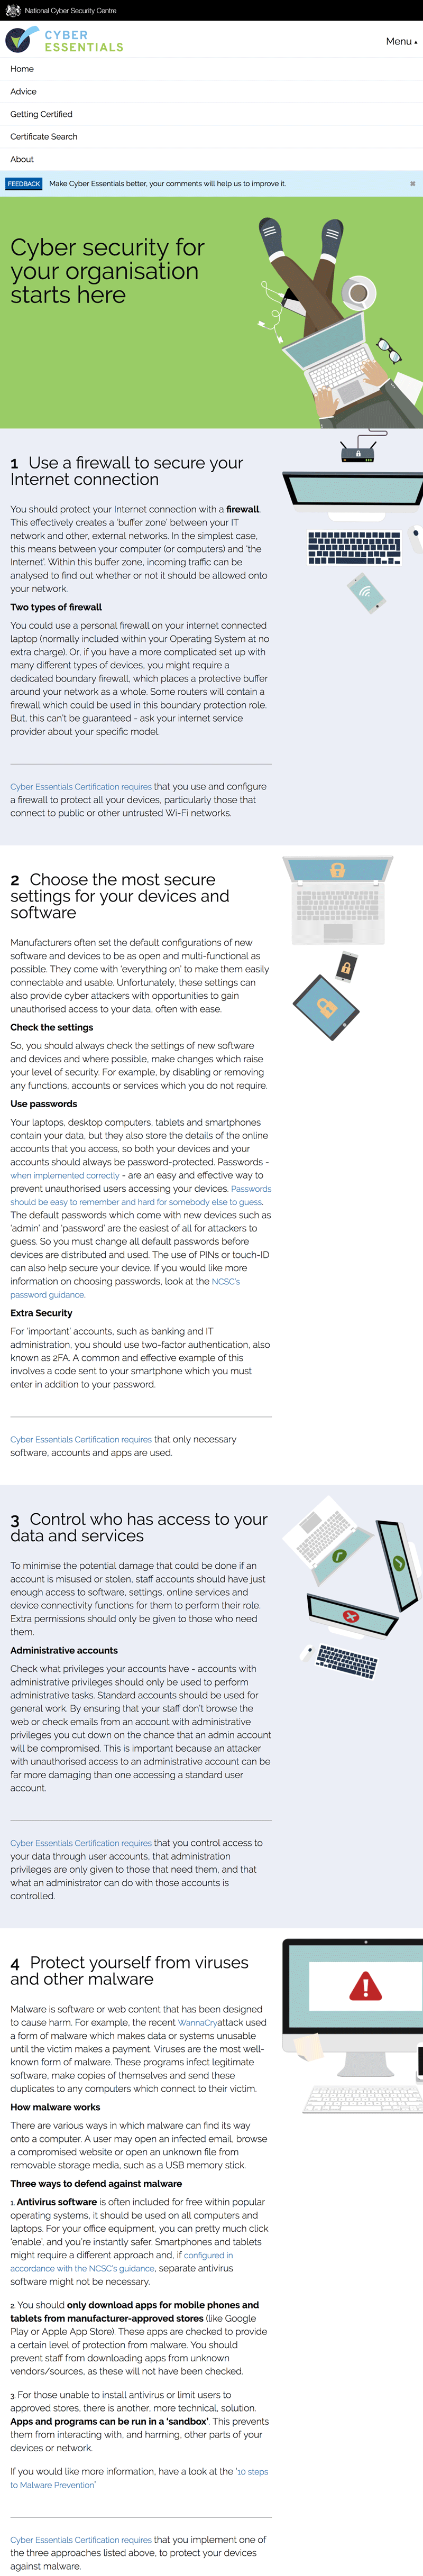 National Cyber Security Centre
CYBER
ESSENTIALS
Menu ▴
Home
Advice
Getting Certified
Certificate Search
About
FEEDBACK Make Cyber Essentials better, your comments will help us to improve it.
Cyber security for
your organisation
starts here
1 Use a firewall to secure your
Internet connection
You should protect your Internet connection with a firewall.
This effectively creates a 'buffer zone' between your IT
network and other, external networks. In the simplest case,
this means between your computer (or computers) and 'the
Internet'. Within this buffer zone, incoming traffic can be
analysed to find out whether or not it should be allowed onto
your network.
Two types of firewall
You could use a personal firewall on your internet connected
laptop (normally included within your Operating System at no
extra charge). Or, if you have a more complicated set up with
many different types of devices, you might require a
dedicated boundary firewall, which places a protective buffer
around your network as a whole. Some routers will contain a
firewall which could be used in this boundary protection role.
But, this can't be guaranteed - ask your internet service
provider about your specific model.
Cyber Essentials Certification requires that you use and configure
a firewall to protect all your devices, particularly those that
connect to public or other untrusted Wi-Fi networks.
2 Choose the most secure
settings for your devices and
software
Manufacturers often set the default configurations of new
software and devices to be as open and multi-functional as
possible. They come with 'everything on' to make them easily
connectable and usable. Unfortunately, these settings can
also provide cyber attackers with opportunities to gain
unauthorised access to your data, often with ease.
Check the settings
So, you should always check the settings of new software
and devices and where possible, make changes which raise
your level of security. For example, by disabling or removing
any functions, accounts or services which you do not require.
Use passwords
Your laptops, desktop computers, tablets and smartphones
contain your data, but they also store the details of the online
accounts that you access, so both your devices and your
accounts should always be password-protected. Passwords -
when implemented correctly - are an easy and effective way to
prevent unauthorised users accessing your devices. Passwords
should be easy to remember and hard for somebody else to guess.
The default passwords which come with new devices such as
'admin' and 'password' are the easiest of all for attackers to
guess. So you must change all default passwords before
devices are distributed and used. The use of PINs or touch-ID
can also help secure your device. If you would like more
information on choosing passwords, look at the NCSC's
password guidance.
Extra Security
For 'important' accounts, such as banking and IT
administration, you should use two-factor authentication, also
known as 2FA. A common and effective example of this
involves a code sent to your smartphone which you must
enter in addition to your password.
Cyber Essentials Certification requires that only necessary
software, accounts and apps are used.
3 Control who has access to your
data and services
To minimise the potential damage that could be done if an
account is misused or stolen, staff accounts should have just
enough access to software, settings, online services and
device connectivity functions for them to perform their role.
Extra permissions should only be given to those who need
them.
Administrative accounts
Check what privileges your accounts have - accounts with
administrative privileges should only be used to perform
administrative tasks. Standard accounts should be used for
general work. By ensuring that your staff don't browse the
web or check emails from an account with administrative
privileges you cut down on the chance that an admin account
will be compromised. This is important because an attacker
with unauthorised access to an administrative account can be
far more damaging than one accessing a standard user
account.
Cyber Essentials Certification requires that you control access to
your data through user accounts, that administration
privileges are only given to those that need them, and that
what an administrator can do with those accounts is
controlled.
4 Protect yourself from viruses
and other malware
Malware is software or web content that has been designed
to cause harm. For example, the recent WannaCryattack used
a form of malware which makes data or systems unusable
until the victim makes a payment. Viruses are the most well-
known form of malware. These programs infect legitimate
software, make copies of themselves and send these
duplicates to any computers which connect to their victim.
How malware works
There are various ways in which malware can find its way
onto a computer. A user may open an infected email, browse
a compromised website or open an unknown file from
removable storage media, such as a USB memory stick.
Three ways to defend against malware
1. Antivirus software is often included for free within popular
operating systems, it should be used on all computers and
laptops. For your office equipment, you can pretty much click
'enable', and you're instantly safer. Smartphones and tablets
might require a different approach and, if configured in
accordance with the NCSC's guidance, separate antivirus
software might not be necessary.
2. You should only download apps for mobile phones and
tablets from manufacturer-approved stores (like Google
Play or Apple App Store). These apps are checked to provide
a certain level of protection from malware. You should
prevent staff from downloading apps from unknown
vendors/sources, as these will not have been checked.
3. For those unable to install antivirus or limit users to
approved stores, there is another, more technical, solution.
Apps and programs can be run in a 'sandbox'. This prevents
them from interacting with, and harming, other parts of your
devices or network.
If you would like more information, have a look at the '10 steps
to Malware Prevention'
Cyber Essentials Certification requires that you implement one of
the three approaches listed above, to protect your devices
against malware.